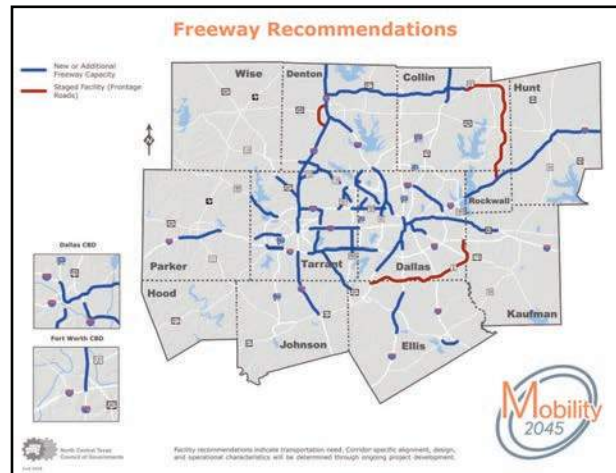 Freeway Recommendations
New or Additional
Freeway Capacity
Staged Facility (Frontage
Roads)
Wise
Denton
Collin
Hunt
Rockwall
Parker
Tarrant
Dallas
Kaufman
Hood
Johnson
Ellis
Dallas CBD
Fort Worth CBD
Mobility
2045
North Central Texas
Council of Governments
Facility recommendations indicate transportation need. Corridor-specific alignment, design,
and operational characteristics will be determined through ongoing project development.